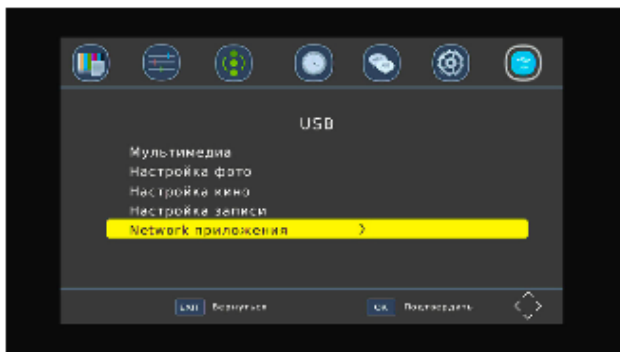 USB
Мультимедиа
Настройка фото
Настройка кино
Настройка записи
Network приложения
EXIT Вернуться
OK Подтвердить